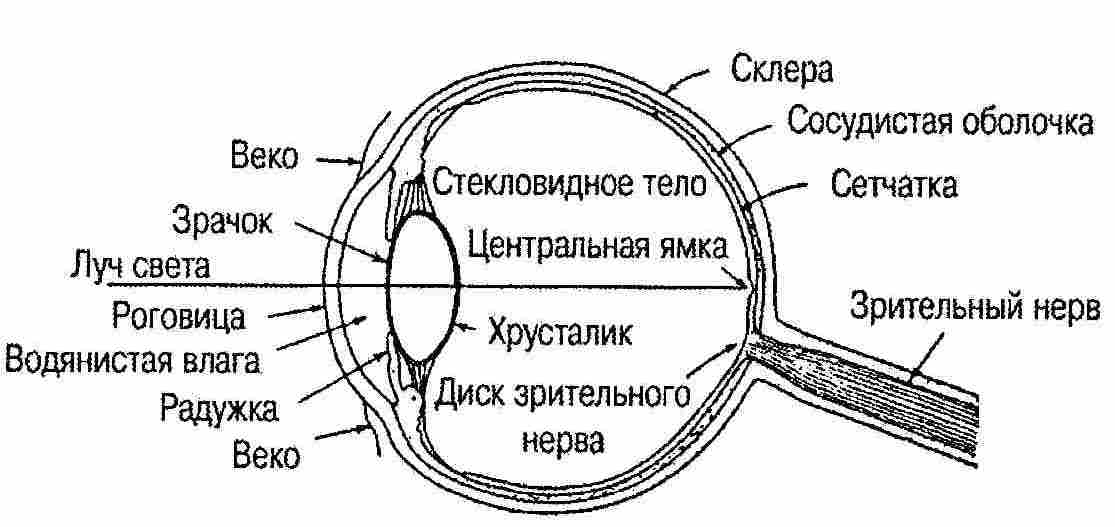 Склера
Сосудистая оболочка
Веко
Стекловидное тело
Сетчатка
Зрачок
Центральная ямка
Луч света
Роговица
Зрительный нерв
Хрусталик
Водянистая влага
Радужка
Диск зрительного
нерва
Веко